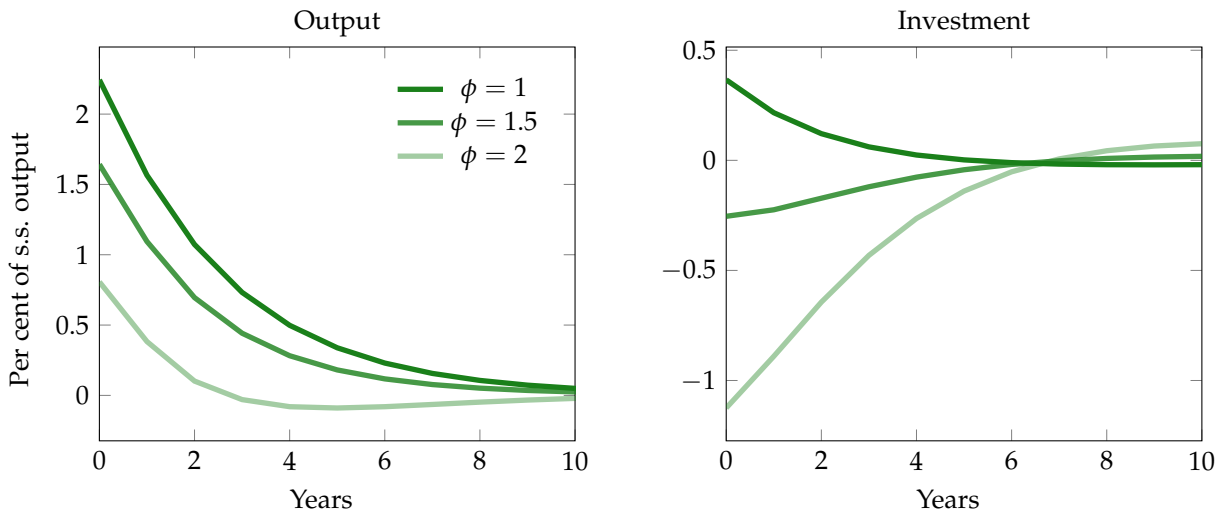 Output
Per cent of s.s. output
2
1.5
1
0.5
0
0 2 4 6 8 10
Years
ϕ = 1
ϕ = 1.5
ϕ = 2
Investment
0.5
0
−0.5
−1
0 2 4 6 8 10
Years